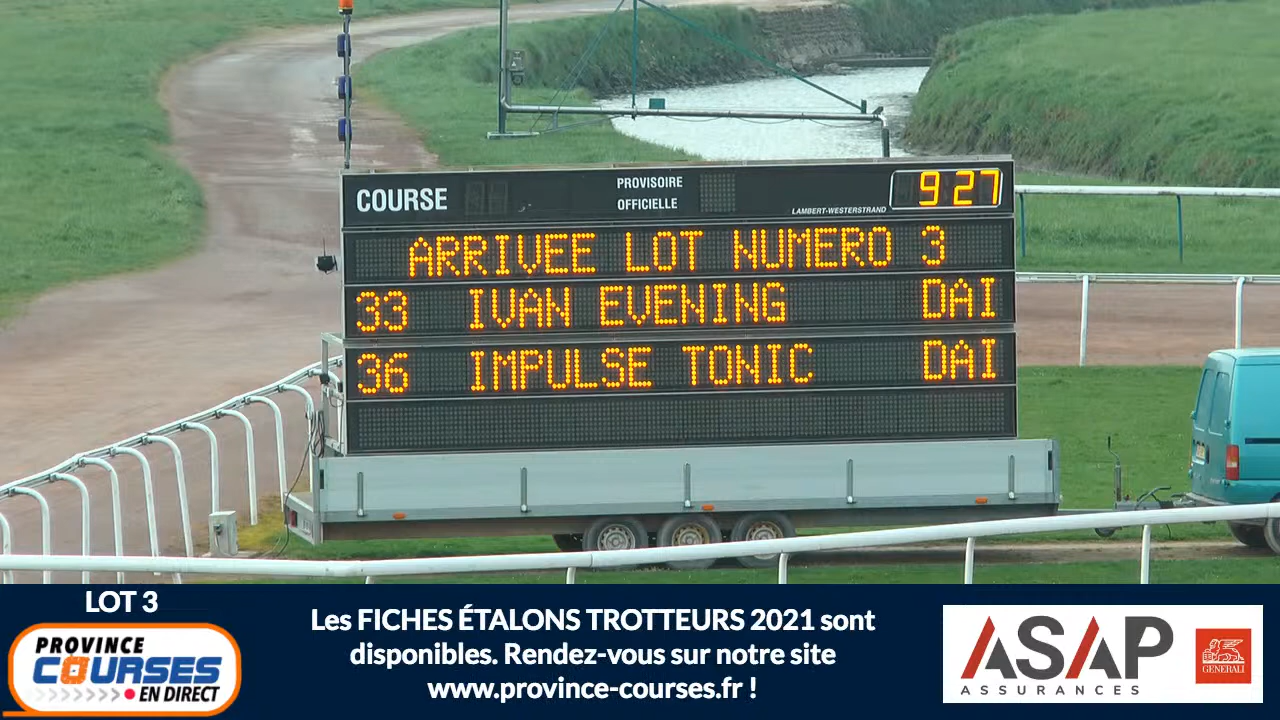 COURSE
PROVISOIRE
OFFICIELLE
LAMBERT-WESTERSTRAND
9 27
ARRIVEE LOT NUMERO 3
33 IVAN EVENING DAI
36 IMPULSE TONIC DAI
LOT 3
PROVINCE
COURSES
EN DIRECT
Les FICHES ÉTALONS TROTTEURS 2021 sont
disponibles. Rendez-vous sur notre site
www.province-courses.fr !
ASAP
ASSURANCES
GENERALI